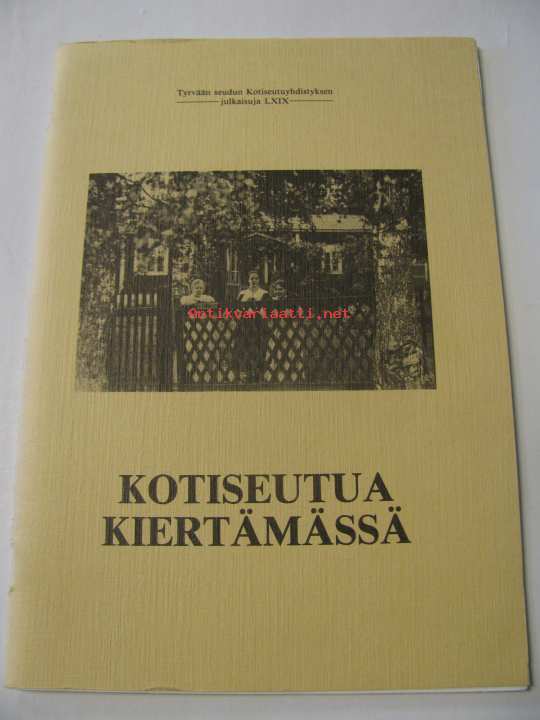 Tyrvään seudun Kotiseutuyhdistyksen
julkaisuja LXIX
Antikvariaatti.net
KOTISEUTUA
KIERTÄMÄSSÄ